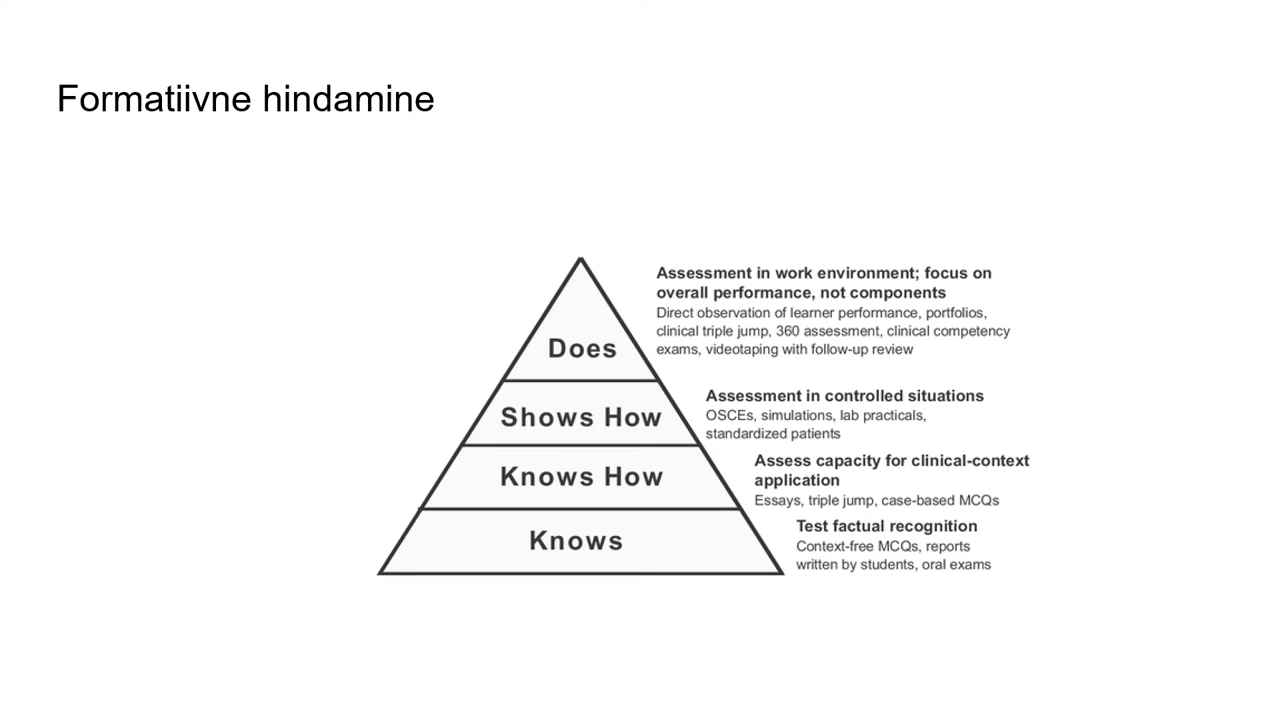 Formatiivne hindamine
Does
Assessment in work environment; focus on
overall performance, not components
Direct observation of learner performance, portfolios,
clinical triple jump, 360 assessment, clinical competency
exams, videotaping with follow-up review
Shows How
Assessment in controlled situations
OSCEs, simulations, lab practicals,
standardized patients
Knows How
Assess capacity for clinical-context
application
Essays, triple jump, case-based MCQs
Knows
Test factual recognition
Context-free MCQs, reports
written by students, oral exams